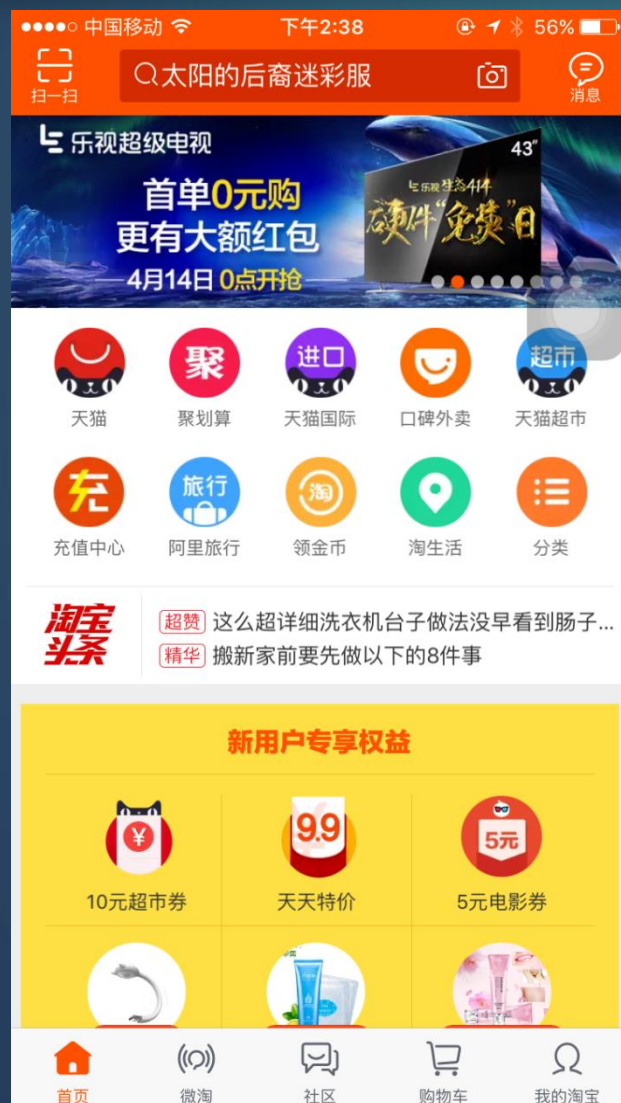 中国移动 下午2:38 56%
扫一扫
太阳的后裔迷彩服
消息
乐视超级电视
43"
首单0元购
更有大额红包
4月14日 0点开抢
乐视 生态414
硬件“免费”日
聚 进口 超市
天猫 聚划算 天猫国际 口碑外卖 天猫超市
充 旅行 淘
充值中心 阿里旅行 领金币 淘生活 分类
淘宝头条
超赞 这么超详细洗衣机台子做法没早看到肠子...
精华 搬新家前要先做以下的8件事
新用户专享权益
¥ 9.9 5元
10元超市券 天天特价 5元电影券
首页 微淘 社区 购物车 我的淘宝